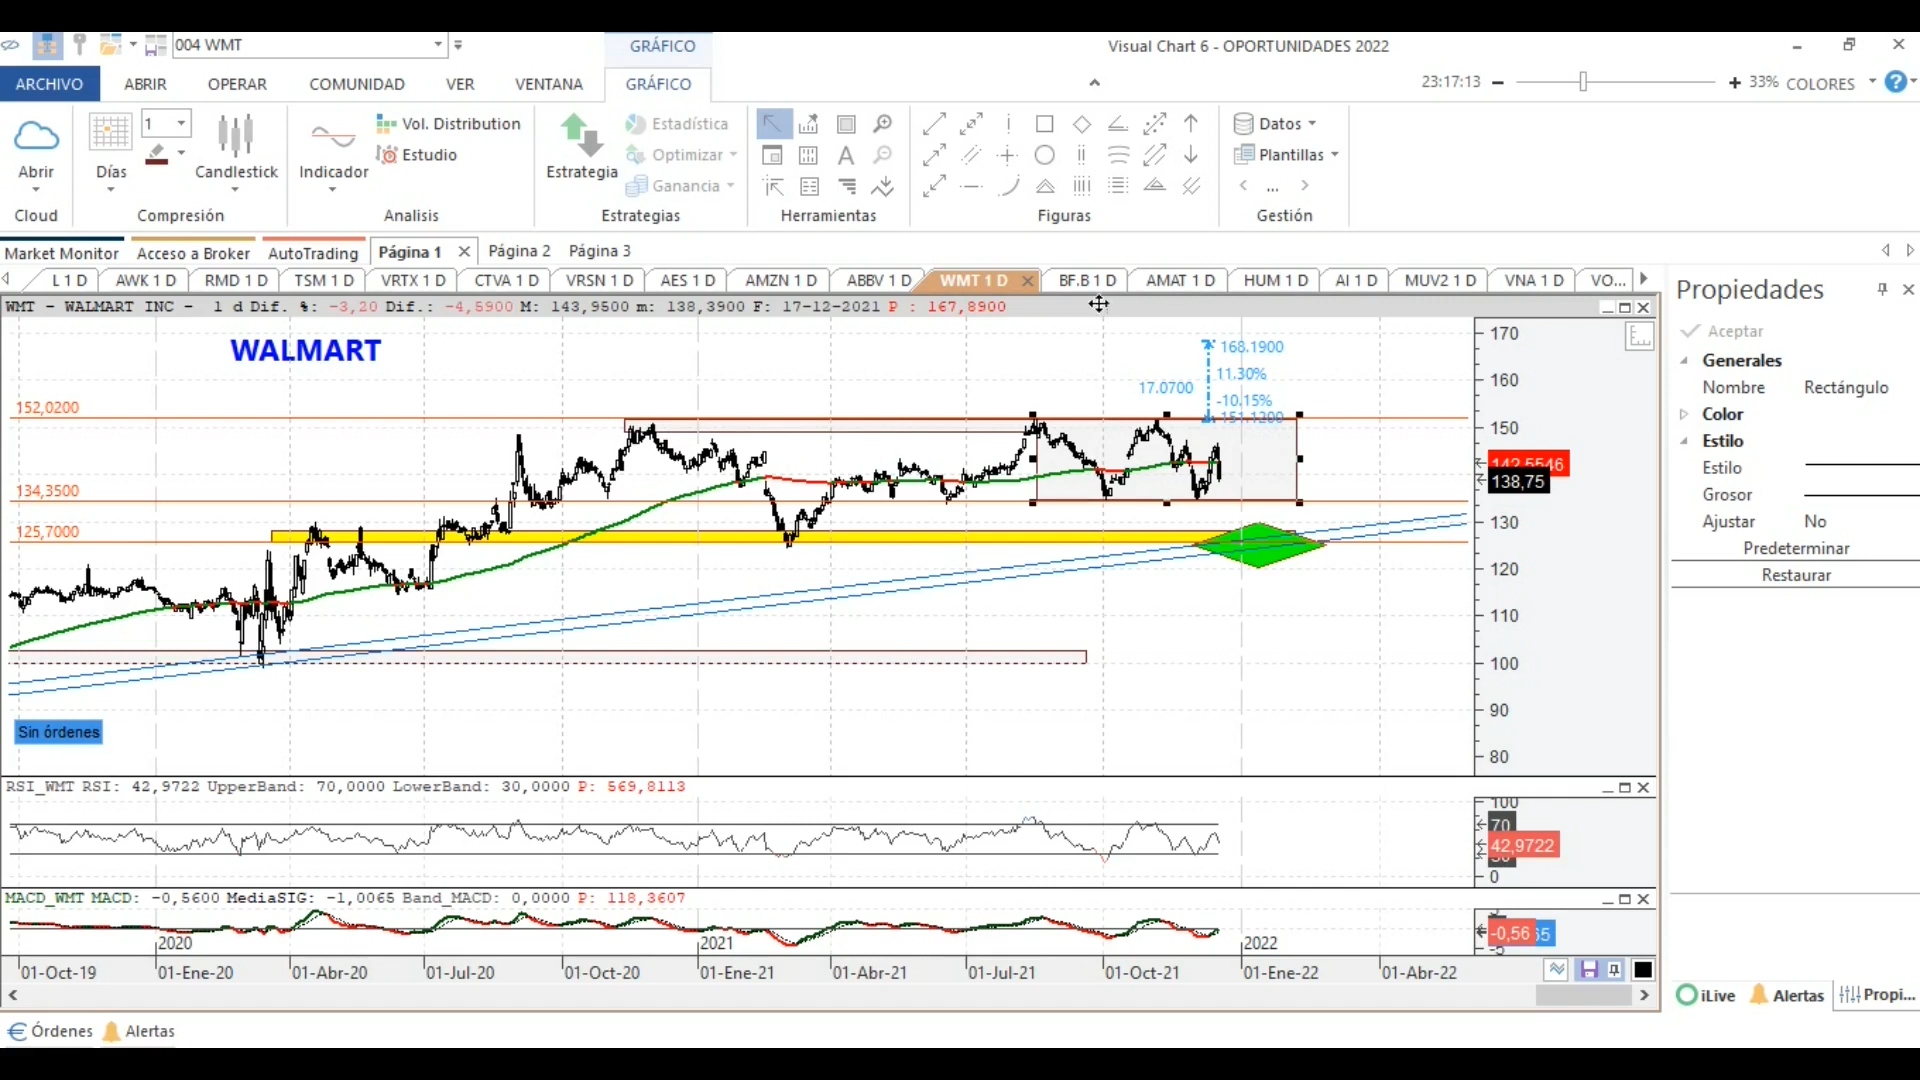 004 WMT
GRÁFICO
Visual Chart 6 - OPORTUNIDADES 2022
ARCHIVO ABRIR OPERAR COMUNIDAD VER VENTANA GRÁFICO
23:17:13 33% COLORES
1 Vol. Distribution Estadística Datos
Estudio Optimizar Plantillas
Abrir Días Candlestick Indicador Estrategia Ganancia
Cloud Compresión Analisis Estrategias Herramientas Figuras Gestión
Market Monitor Acceso a Broker AutoTrading Página 1 Página 2 Página 3
L 1 D AWK 1 D RMD 1 D TSM 1 D VRTX 1 D CTVA 1 D VRSN 1 D AES 1 D AMZN 1 D ABBV 1 D WMT 1 D BF.B 1 D AMAT 1 D HUM 1 D AI 1 D MUV2 1 D VNA 1 D VO...
WMT - WALMART INC - 1 d Dif. %: -3,20 Dif.: -4,5900 M: 143,9500 m: 138,3900 F: 17-12-2021 P : 167,8900
WALMART
168.1900
11.30%
17.0700
-10.15%
151.1200
152,0200
134,3500
125,7000
170
160
150
142,5546
138,75
130
120
110
100
90
80
Sin órdenes
RSI_WMT RSI: 42,9722 UpperBand: 70,0000 LowerBand: 30,0000 P: 569,8113
100
70
42,9722
0
MACD_WMT MACD: -0,5600 MediaSIG: -1,0065 Band_MACD: 0,0000 P: 118,3607
-0,56
2020 2021 2022
01-Oct-19 01-Ene-20 01-Abr-20 01-Jul-20 01-Oct-20 01-Ene-21 01-Abr-21 01-Jul-21 01-Oct-21 01-Ene-22 01-Abr-22
Propiedades
Aceptar
Generales
Nombre Rectángulo
Color
Estilo
Estilo
Grosor
Ajustar No
Predeterminar
Restaurar
iLive Alertas Propi...
Órdenes Alertas